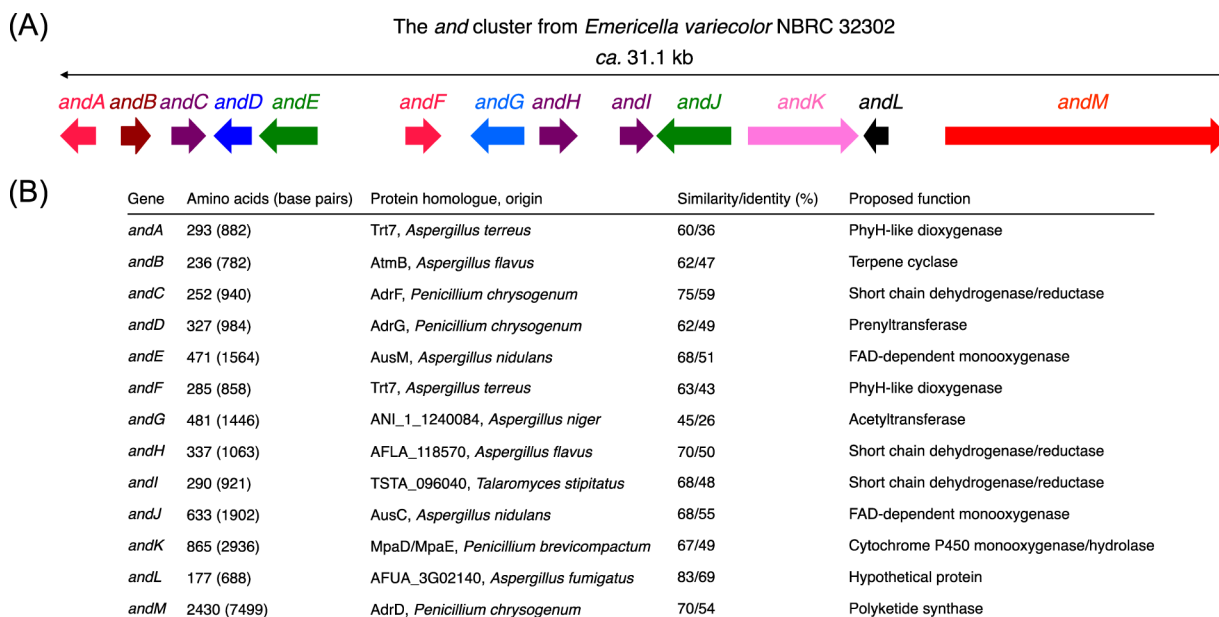 (A)
The and cluster from Emericella variecolor NBRC 32302
ca. 31.1 kb
andA andB andC andD andE andF andG andH andI andJ andK andL andM
(B)
Gene Amino acids (base pairs) Protein homologue, origin Similarity/identity (%) Proposed function
andA 293 (882) Trt7, Aspergillus terreus 60/36 PhyH-like dioxygenase
andB 236 (782) AtmB, Aspergillus flavus 62/47 Terpene cyclase
andC 252 (940) AdrF, Penicillium chrysogenum 75/59 Short chain dehydrogenase/reductase
andD 327 (984) AdrG, Penicillium chrysogenum 62/49 Prenyltransferase
andE 471 (1564) AusM, Aspergillus nidulans 68/51 FAD-dependent monooxygenase
andF 285 (858) Trt7, Aspergillus terreus 63/43 PhyH-like dioxygenase
andG 481 (1446) ANI_1_1240084, Aspergillus niger 45/26 Acetyltransferase
andH 337 (1063) AFLA_118570, Aspergillus flavus 70/50 Short chain dehydrogenase/reductase
andI 290 (921) TSTA_096040, Talaromyces stipitatus 68/48 Short chain dehydrogenase/reductase
andJ 633 (1902) AusC, Aspergillus nidulans 68/55 FAD-dependent monooxygenase
andK 865 (2936) MpaD/MpaE, Penicillium brevicompactum 67/49 Cytochrome P450 monooxygenase/hydrolase
andL 177 (688) AFUA_3G02140, Aspergillus fumigatus 83/69 Hypothetical protein
andM 2430 (7499) AdrD, Penicillium chrysogenum 70/54 Polyketide synthase